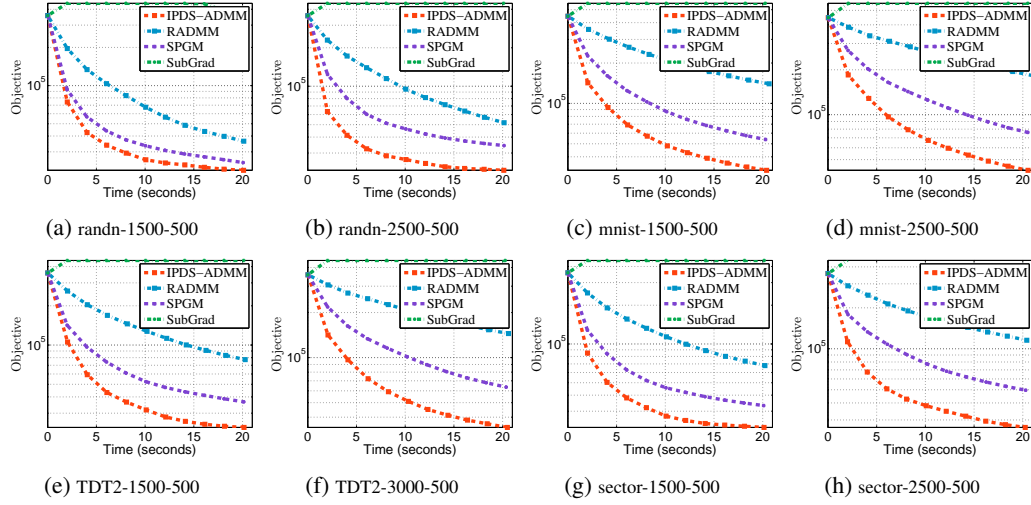 IPDS−ADMM
RADMM
SPGM
SubGrad
Objective
10^5
0 5 10 15 20
Time (seconds)
(a) randn-1500-500
IPDS−ADMM
RADMM
SPGM
SubGrad
Objective
10^5
0 5 10 15 20
Time (seconds)
(b) randn-2500-500
IPDS−ADMM
RADMM
SPGM
SubGrad
Objective
10^5
0 5 10 15 20
Time (seconds)
(c) mnist-1500-500
IPDS−ADMM
RADMM
SPGM
SubGrad
Objective
10^5
0 5 10 15 20
Time (seconds)
(d) mnist-2500-500
IPDS−ADMM
RADMM
SPGM
SubGrad
Objective
10^5
0 5 10 15 20
Time (seconds)
(e) TDT2-1500-500
IPDS−ADMM
RADMM
SPGM
SubGrad
Objective
10^5
0 5 10 15 20
Time (seconds)
(f) TDT2-3000-500
IPDS−ADMM
RADMM
SPGM
SubGrad
Objective
10^5
0 5 10 15 20
Time (seconds)
(g) sector-1500-500
IPDS−ADMM
RADMM
SPGM
SubGrad
Objective
10^5
0 5 10 15 20
Time (seconds)
(h) sector-2500-500